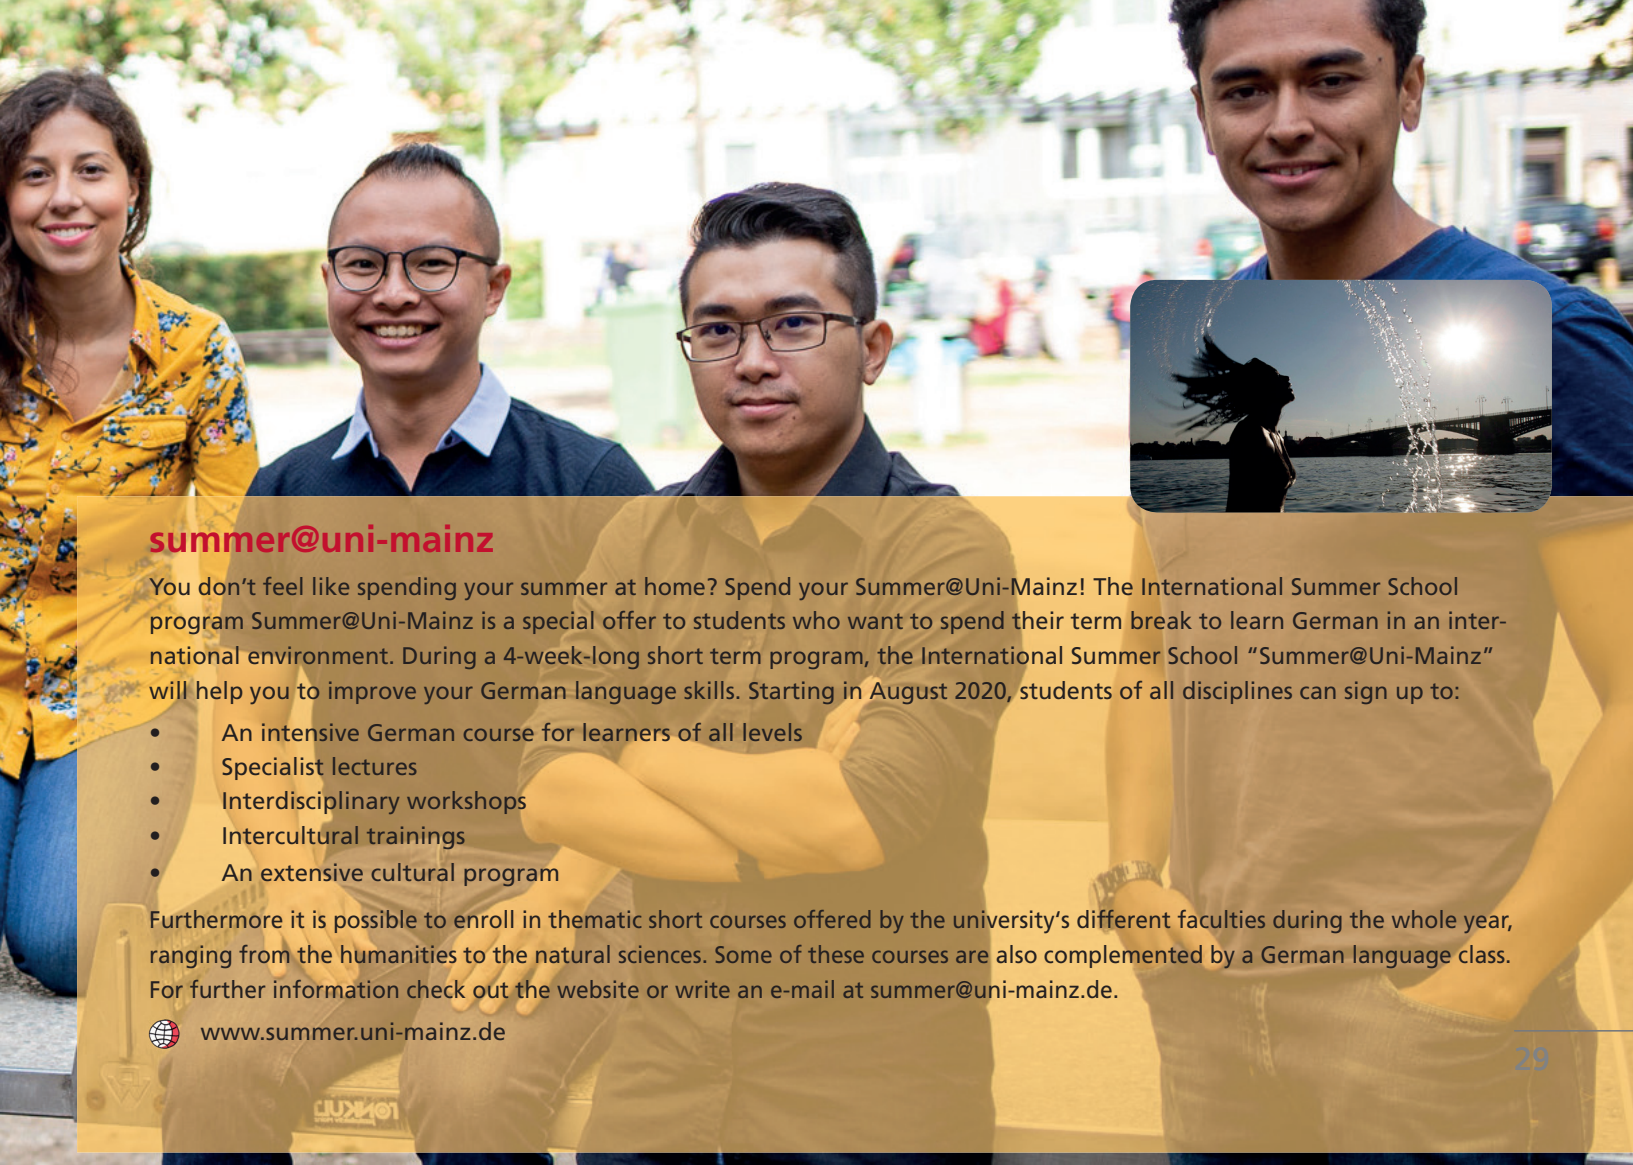 summer@uni-mainz
You don’t feel like spending your summer at home? Spend your Summer@Uni-Mainz! The International Summer School
program Summer@Uni-Mainz is a special offer to students who want to spend their term break to learn German in an inter-
national environment. During a 4-week-long short term program, the International Summer School “Summer@Uni-Mainz”
will help you to improve your German language skills. Starting in August 2020, students of all disciplines can sign up to:
• An intensive German course for learners of all levels
• Specialist lectures
• Interdisciplinary workshops
• Intercultural trainings
• An extensive cultural program
Furthermore it is possible to enroll in thematic short courses offered by the university‘s different faculties during the whole year,
ranging from the humanities to the natural sciences. Some of these courses are also complemented by a German language class.
For further information check out the website or write an e-mail at summer@uni-mainz.de.
www.summer.uni-mainz.de
29